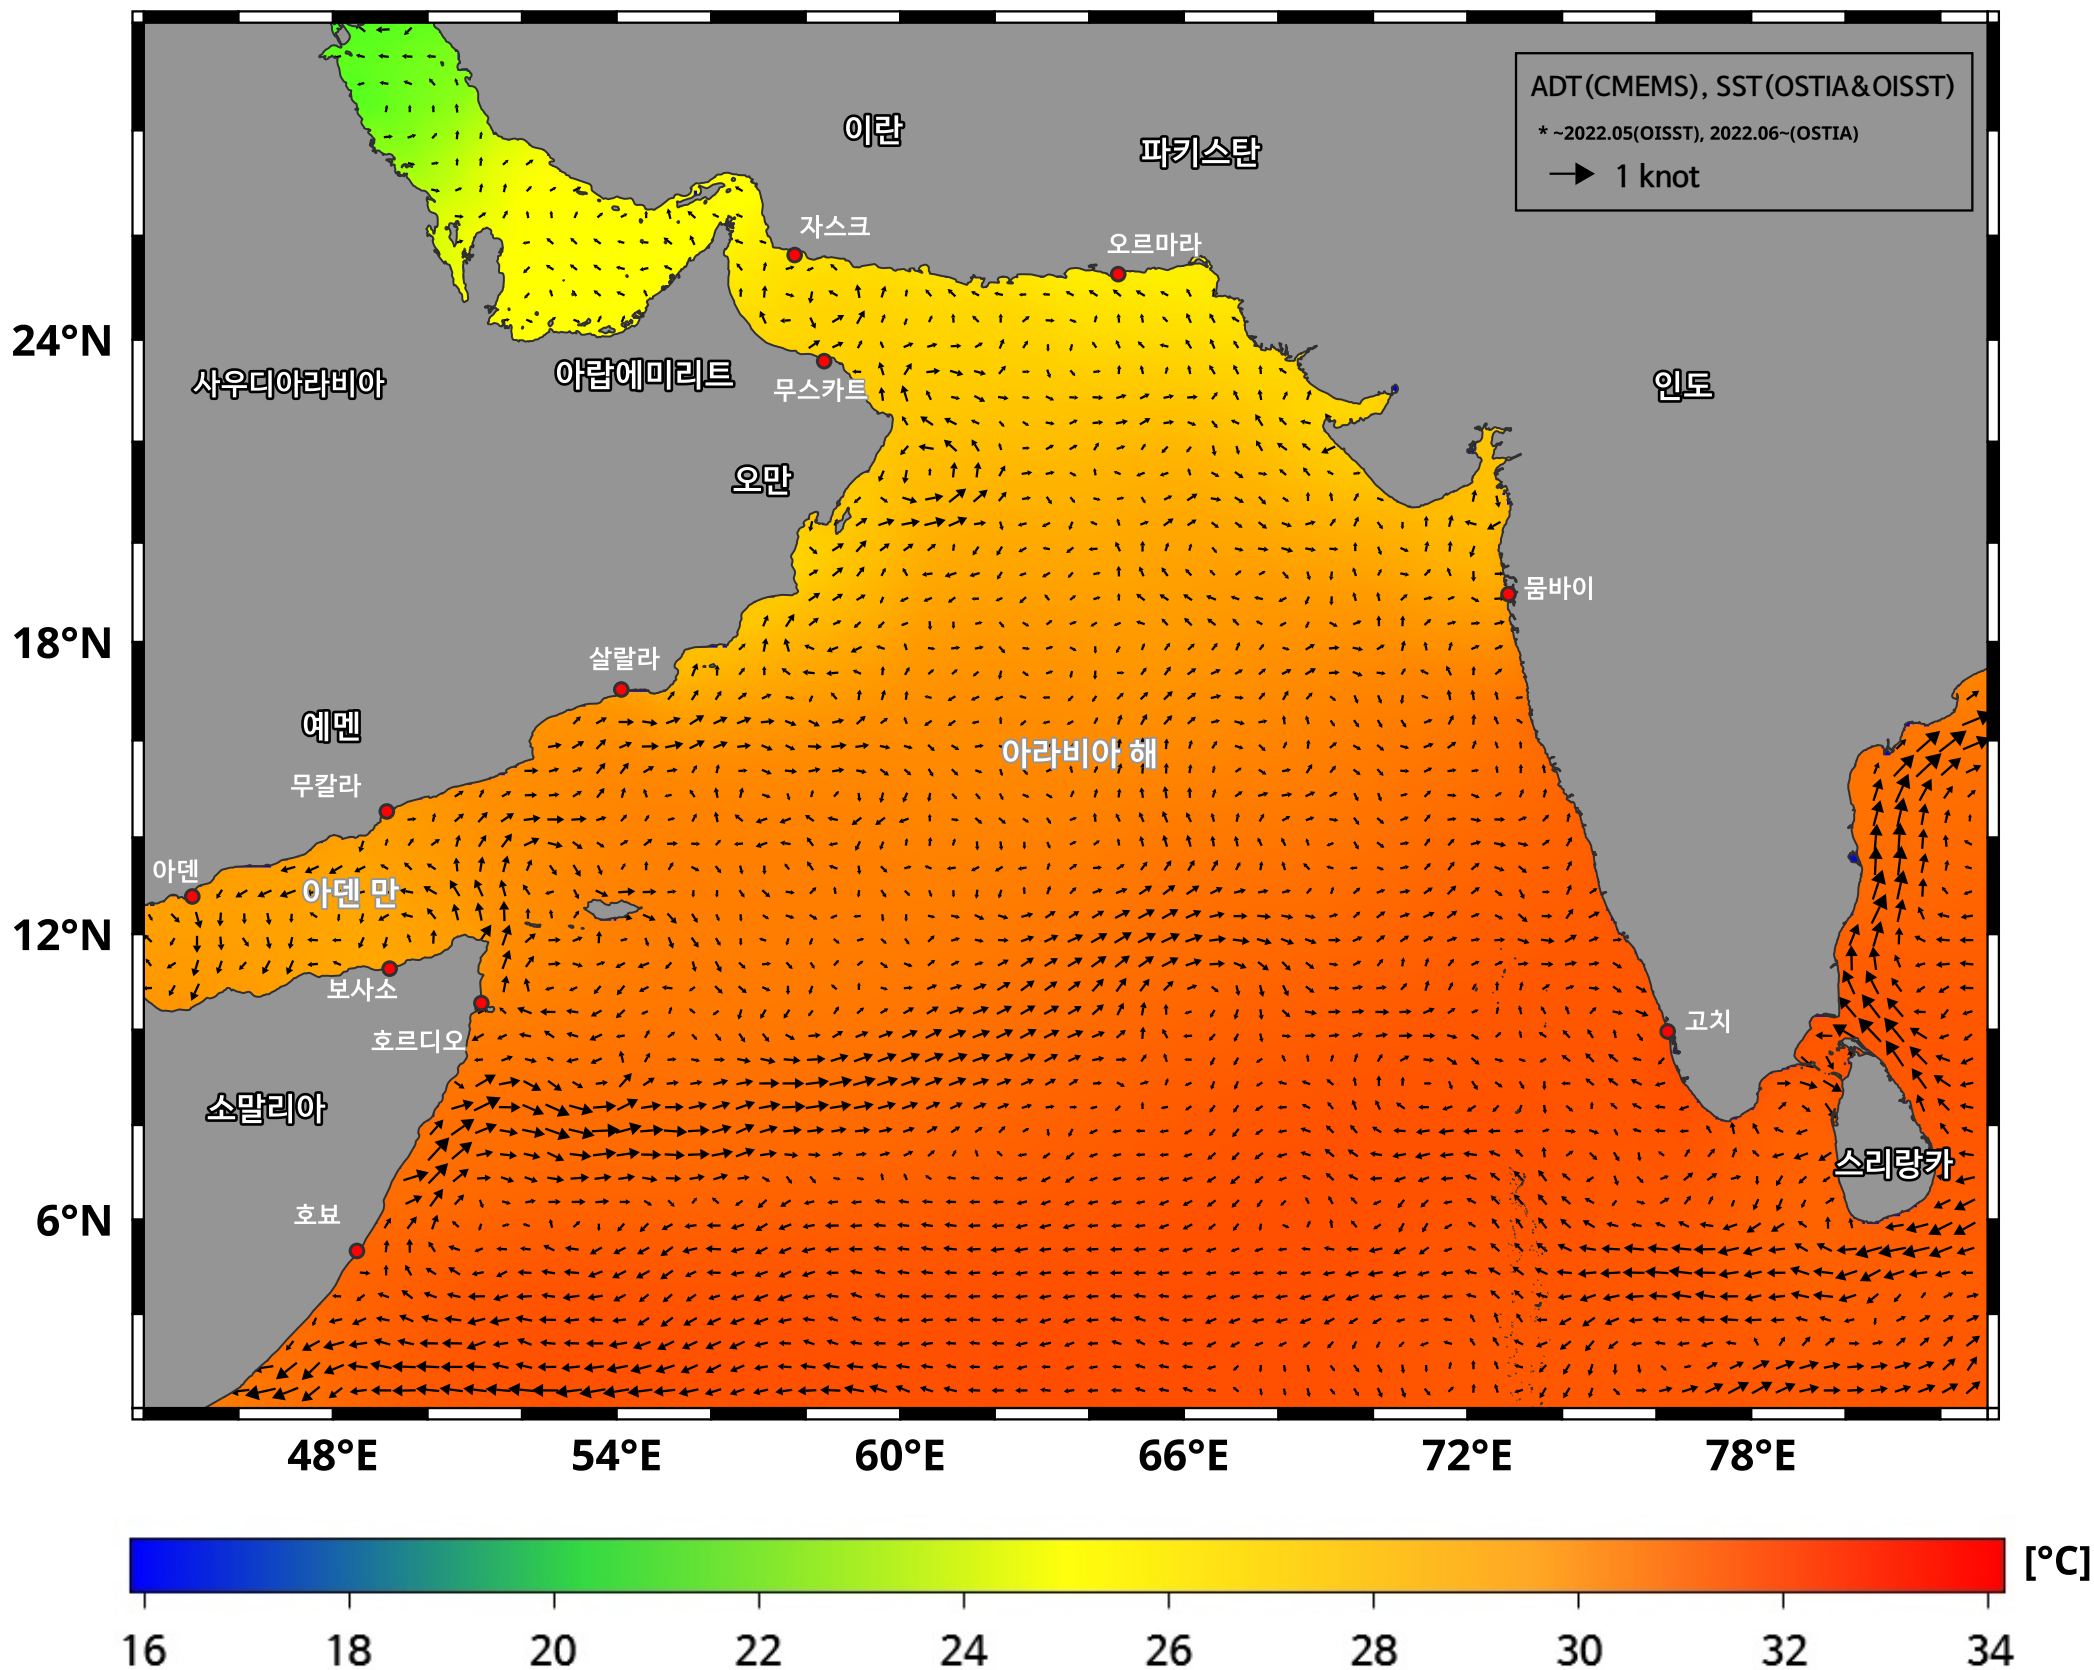 ADT(CMEMS), SST(OSTIA&OISST)
* ~2022.05(OISST), 2022.06~(OSTIA)
1 knot
이란
파키스탄
자스크
오르마라
24°N
사우디아라비아
아랍에미리트
무스카트
인도
오만
뭄바이
18°N
살랄라
예멘
아라비아 해
무칼라
아덴
아덴 만
12°N
보사소
호르디오
고치
소말리아
스리랑카
6°N
호뵤
48°E 54°E 60°E 66°E 72°E 78°E
[°C]
16 18 20 22 24 26 28 30 32 34